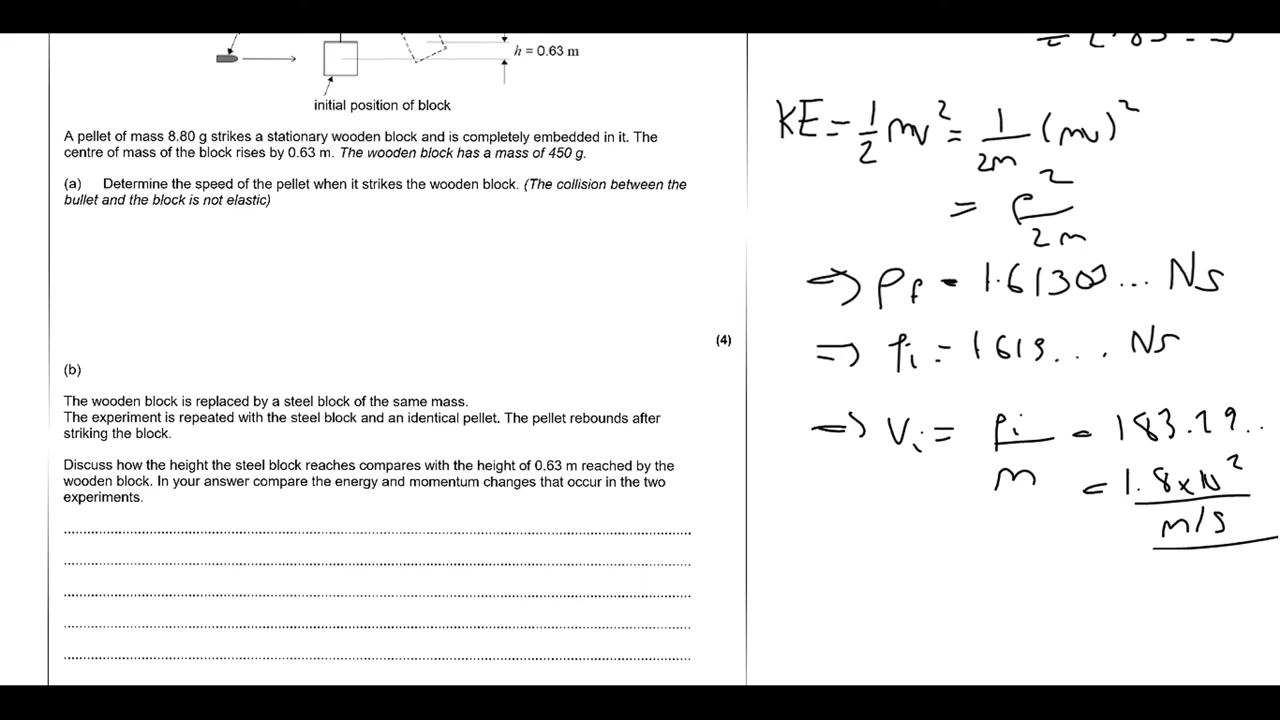 h = 0.63 m
initial position of block
A pellet of mass 8.80 g strikes a stationary wooden block and is completely embedded in it. The
centre of mass of the block rises by 0.63 m. The wooden block has a mass of 450 g.
(a) Determine the speed of the pellet when it strikes the wooden block. (The collision between the
bullet and the block is not elastic)
(4)
(b)
The wooden block is replaced by a steel block of the same mass.
The experiment is repeated with the steel block and an identical pellet. The pellet rebounds after
striking the block.
Discuss how the height the steel block reaches compares with the height of 0.63 m reached by the
wooden block. In your answer compare the energy and momentum changes that occur in the two
experiments.
KE = 1/2 mv² = 1/2m (mv)²
= p²/2m
⇒ Pf = 1.61300... Ns
⇒ Pi = 1.613... Ns
⇒ Vi = Pi/m = 183.29..
= 1.8 x 10²
m/s